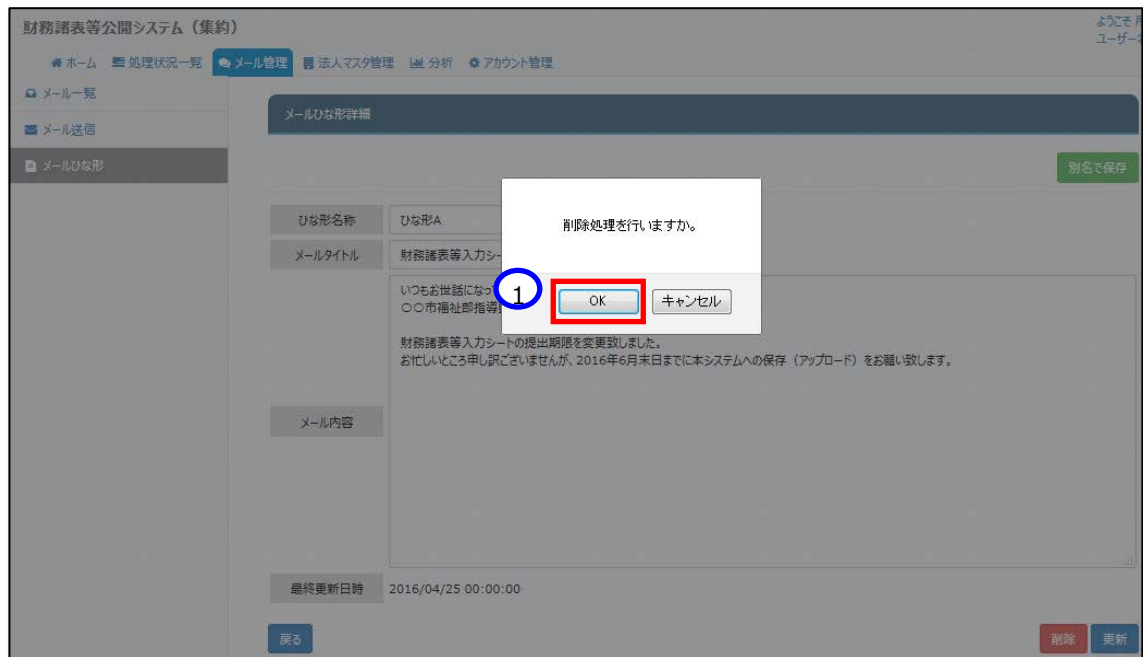 財務諸表等公開システム（集約）
ようこそ
ユーザー名
ホーム 処理状況一覧 メール管理 法人マスタ管理 分析 アカウント管理
メール一覧
メール送信
メールひな形
メールひな形詳細
別名で保存
削除処理を行いますか。
1 OK キャンセル
ひな形名称 ひな形A
メールタイトル 財務諸表等入力シー
いつもお世話になっ
〇〇市福祉部指導
財務諸表等入力シートの提出期限を変更致しました。
お忙しいところ申し訳ございませんが、2016年6月末日までに本システムへの保存（アップロード）をお願い致します。
メール内容
最終更新日時 2016/04/25 00:00:00
戻る 削除 更新